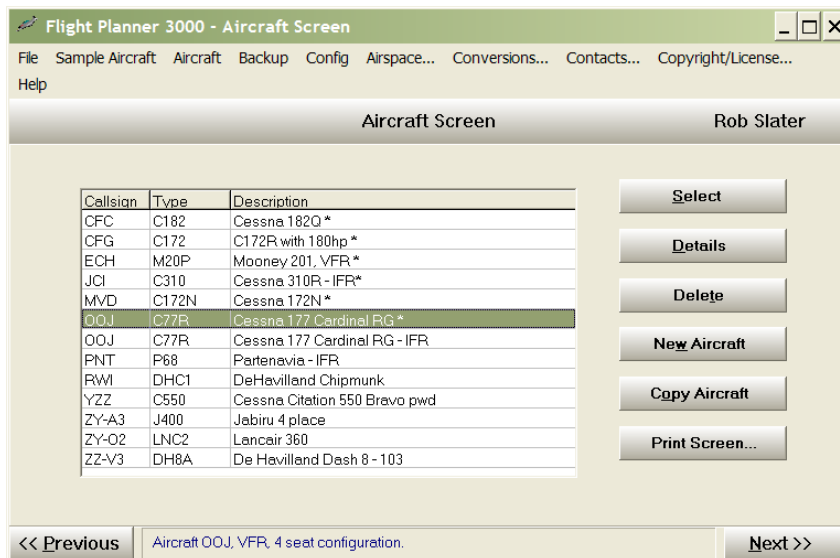 Flight Planner 3000 - Aircraft Screen
File Sample Aircraft Aircraft Backup Config Airspace... Conversions... Contacts... Copyright/License...
Help
Aircraft Screen Rob Slater
Callsign Type Description
CFC C182 Cessna 182Q *
CFG C172 C172R with 180hp *
ECH M20P Mooney 201, VFR *
JCI C310 Cessna 310R - IFR*
MVD C172N Cessna 172N *
OOJ C77R Cessna 177 Cardinal RG *
OOJ C77R Cessna 177 Cardinal RG - IFR
PNT P68 Partenavia - IFR
RWI DHC1 DeHavilland Chipmunk
YZZ C550 Cessna Citation 550 Bravo pwd
ZY-A3 J400 Jabiru 4 place
ZY-O2 LNC2 Lancair 360
ZZ-V3 DH8A De Havilland Dash 8 - 103
Select
Details
Delete
New Aircraft
Copy Aircraft
Print Screen...
<< Previous Aircraft OOJ, VFR, 4 seat configuration. Next >>